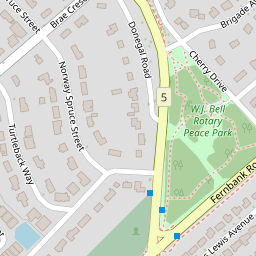 Brae Cresc
Spruce Street
Donegal Road
Brigade A
Cherry Drive
Norway Spruce Street
5
W.J. Bell
Rotary
Peace Park
Turtleback Way
Fernbank Ro
Lewis Avenue